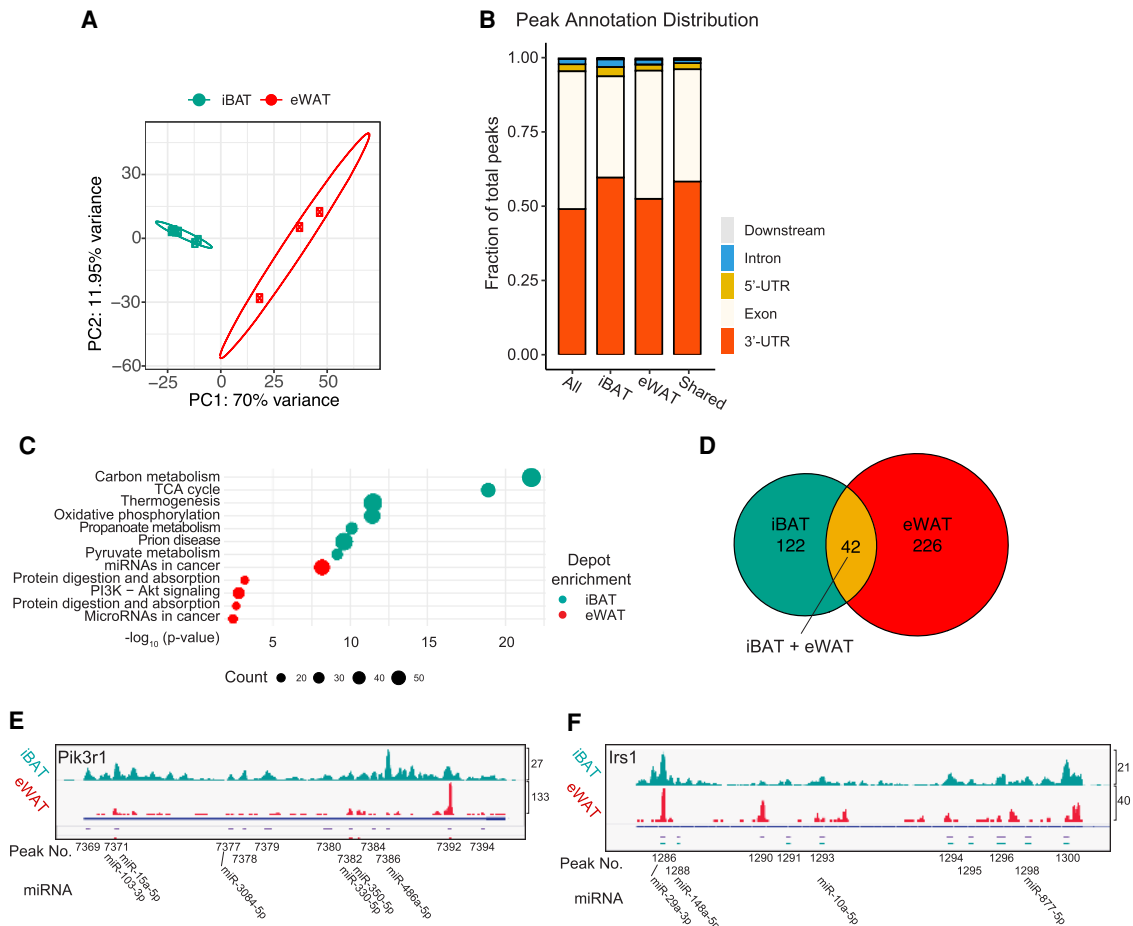 A
iBAT eWAT
PC2: 11.95% variance
30
0
−30
−60
−25 0 25 50
PC1: 70% variance
B Peak Annotation Distribution
Fraction of total peaks
1.00
0.75
0.50
0.25
0.00
All iBAT eWAT Shared
Downstream
Intron
5'-UTR
Exon
3'-UTR
C
Carbon metabolism
TCA cycle
Thermogenesis
Oxidative phosphorylation
Propanoate metabolism
Prion disease
Pyruvate metabolism
miRNAs in cancer
Protein digestion and absorption
PI3K − Akt signaling
Protein digestion and absorption
MicroRNAs in cancer
-log10 (p-value) 5 10 15 20
Depot
enrichment
iBAT
eWAT
Count 20 30 40 50
D
iBAT
122
42
eWAT
226
iBAT + eWAT
E
Pik3r1
iBAT
eWAT
27
133
Peak No.
7369 7371 7377 7379 7380 7384 7392 7394
7378 7382 7386
miRNA
miR-103-3p
miR-15a-5p
miR-3084-5p
miR-330-5p
miR-350-5p
miR-486a-5p
F
Irs1
iBAT
eWAT
21
40
Peak No.
1286 1290 1291 1293 1294 1296 1300
1288 1295 1298
miRNA
miR-29a-3p
miR-148a-5p
miR-10a-5p
miR-877-5p